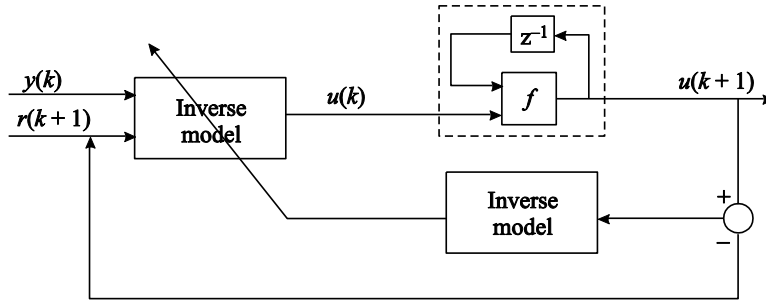 z⁻¹
y(k)
r(k + 1)
Inverse
model
u(k)
f
u(k + 1)
Inverse
model
+
−